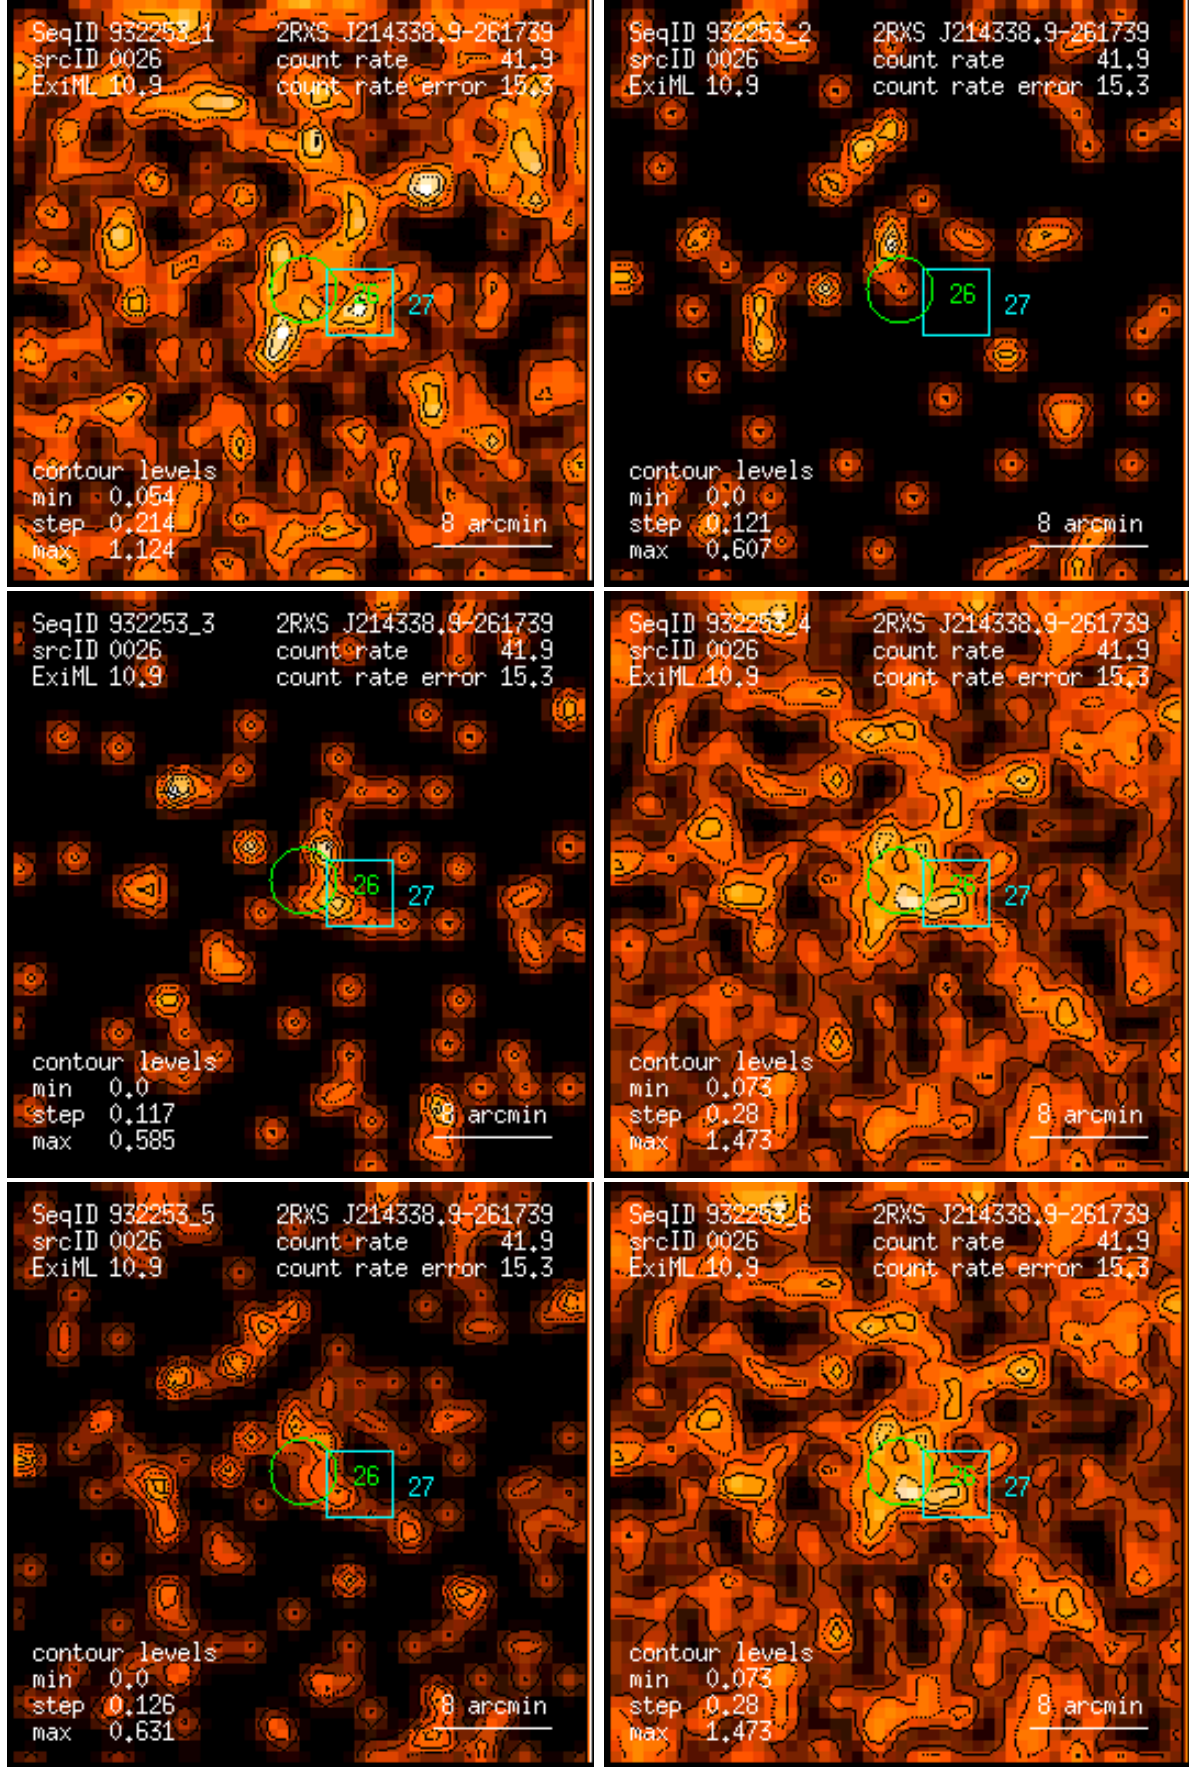 SeqID 932253_1 2RXS J214338.9-261739
srcID 0026 count rate 41.9
ExiML 10.9 count rate error 15.3
26 27
contour levels
min 0.054
step 0.214 8 arcmin
max 1.124
SeqID 932253_2 2RXS J214338.9-261739
srcID 0026 count rate 41.9
ExiML 10.9 count rate error 15.3
26 27
contour levels
min 0.0
step 0.121 8 arcmin
max 0.607
SeqID 932253_3 2RXS J214338.9-261739
srcID 0026 count rate 41.9
ExiML 10.9 count rate error 15.3
26 27
contour levels
min 0.0
step 0.117 8 arcmin
max 0.585
SeqID 932253_4 2RXS J214338.9-261739
srcID 0026 count rate 41.9
ExiML 10.9 count rate error 15.3
26 27
contour levels
min 0.073
step 0.28 8 arcmin
max 1.473
SeqID 932253_5 2RXS J214338.9-261739
srcID 0026 count rate 41.9
ExiML 10.9 count rate error 15.3
26 27
contour levels
min 0.0
step 0.126 8 arcmin
max 0.631
SeqID 932253_6 2RXS J214338.9-261739
srcID 0026 count rate 41.9
ExiML 10.9 count rate error 15.3
26 27
contour levels
min 0.073
step 0.28 8 arcmin
max 1.473